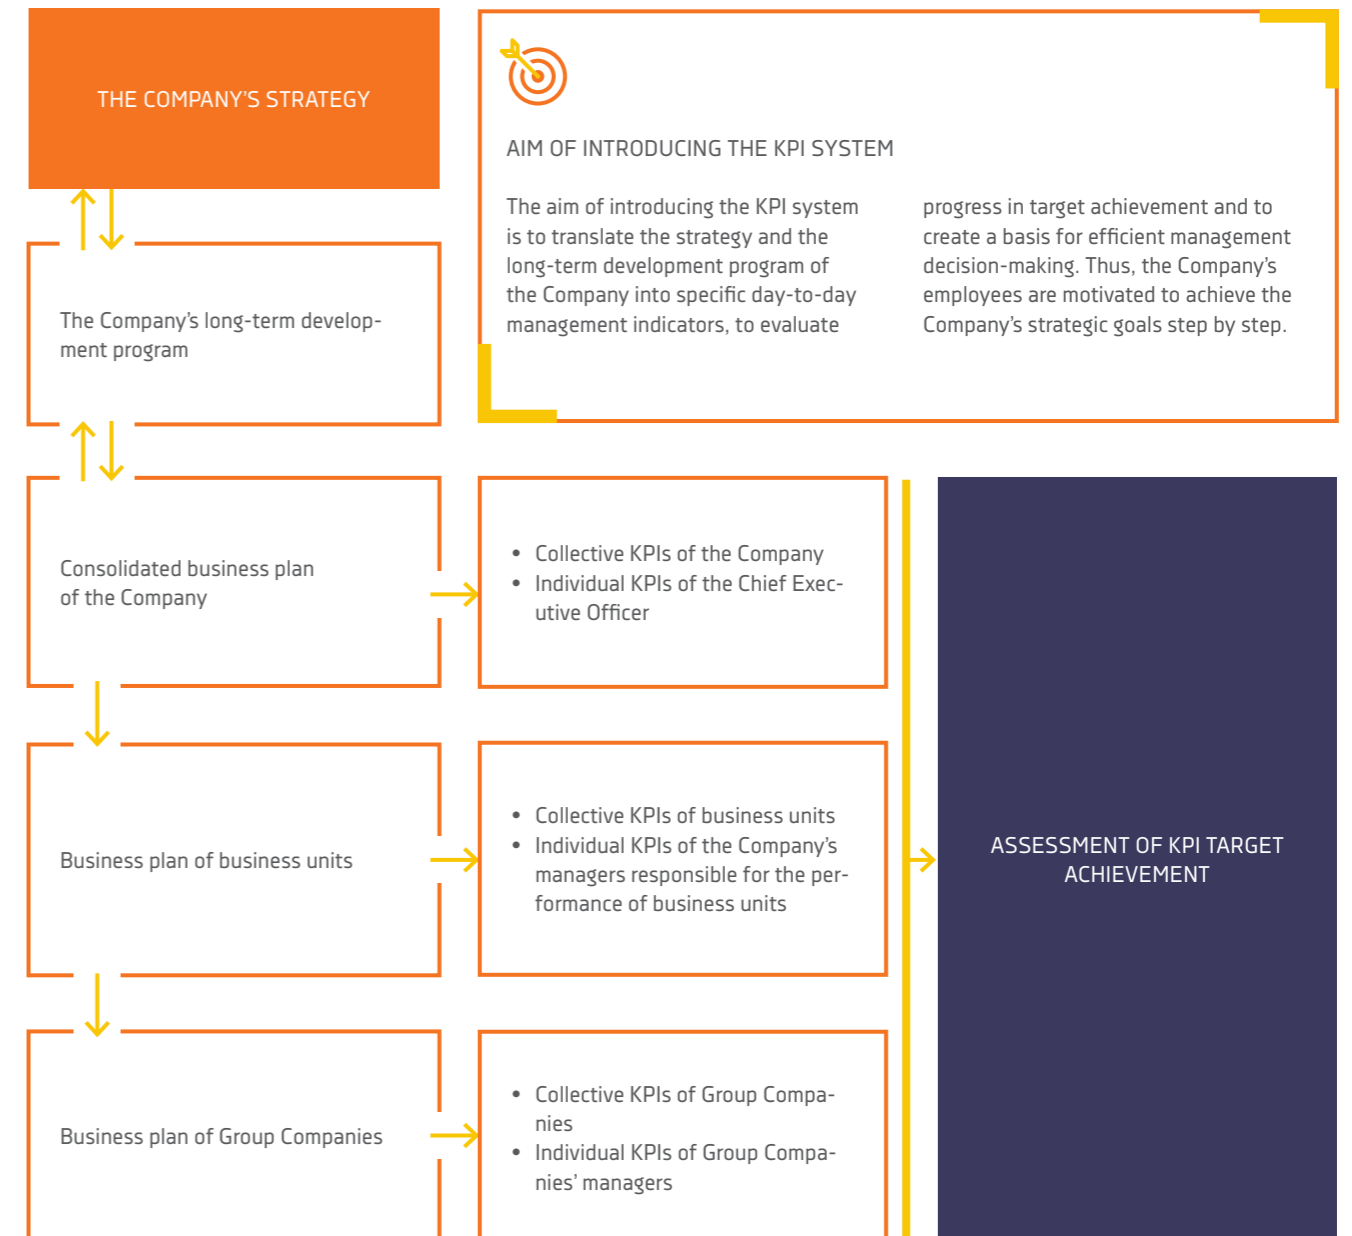 THE COMPANY’S STRATEGY
AIM OF INTRODUCING THE KPI SYSTEM
The aim of introducing the KPI system
is to translate the strategy and the
long-term development program of
the Company into specific day-to-day
management indicators, to evaluate
progress in target achievement and to
create a basis for efficient management
decision-making. Thus, the Company’s
employees are motivated to achieve the
Company’s strategic goals step by step.
The Company’s long-term develop-
ment program
Consolidated business plan
of the Company
• Collective KPIs of the Company
• Individual KPIs of the Chief Exec-
utive Officer
Business plan of business units
• Collective KPIs of business units
• Individual KPIs of the Company’s
managers responsible for the per-
formance of business units
ASSESSMENT OF KPI TARGET
ACHIEVEMENT
Business plan of Group Companies
• Collective KPIs of Group Compa-
nies
• Individual KPIs of Group Compa-
nies’ managers